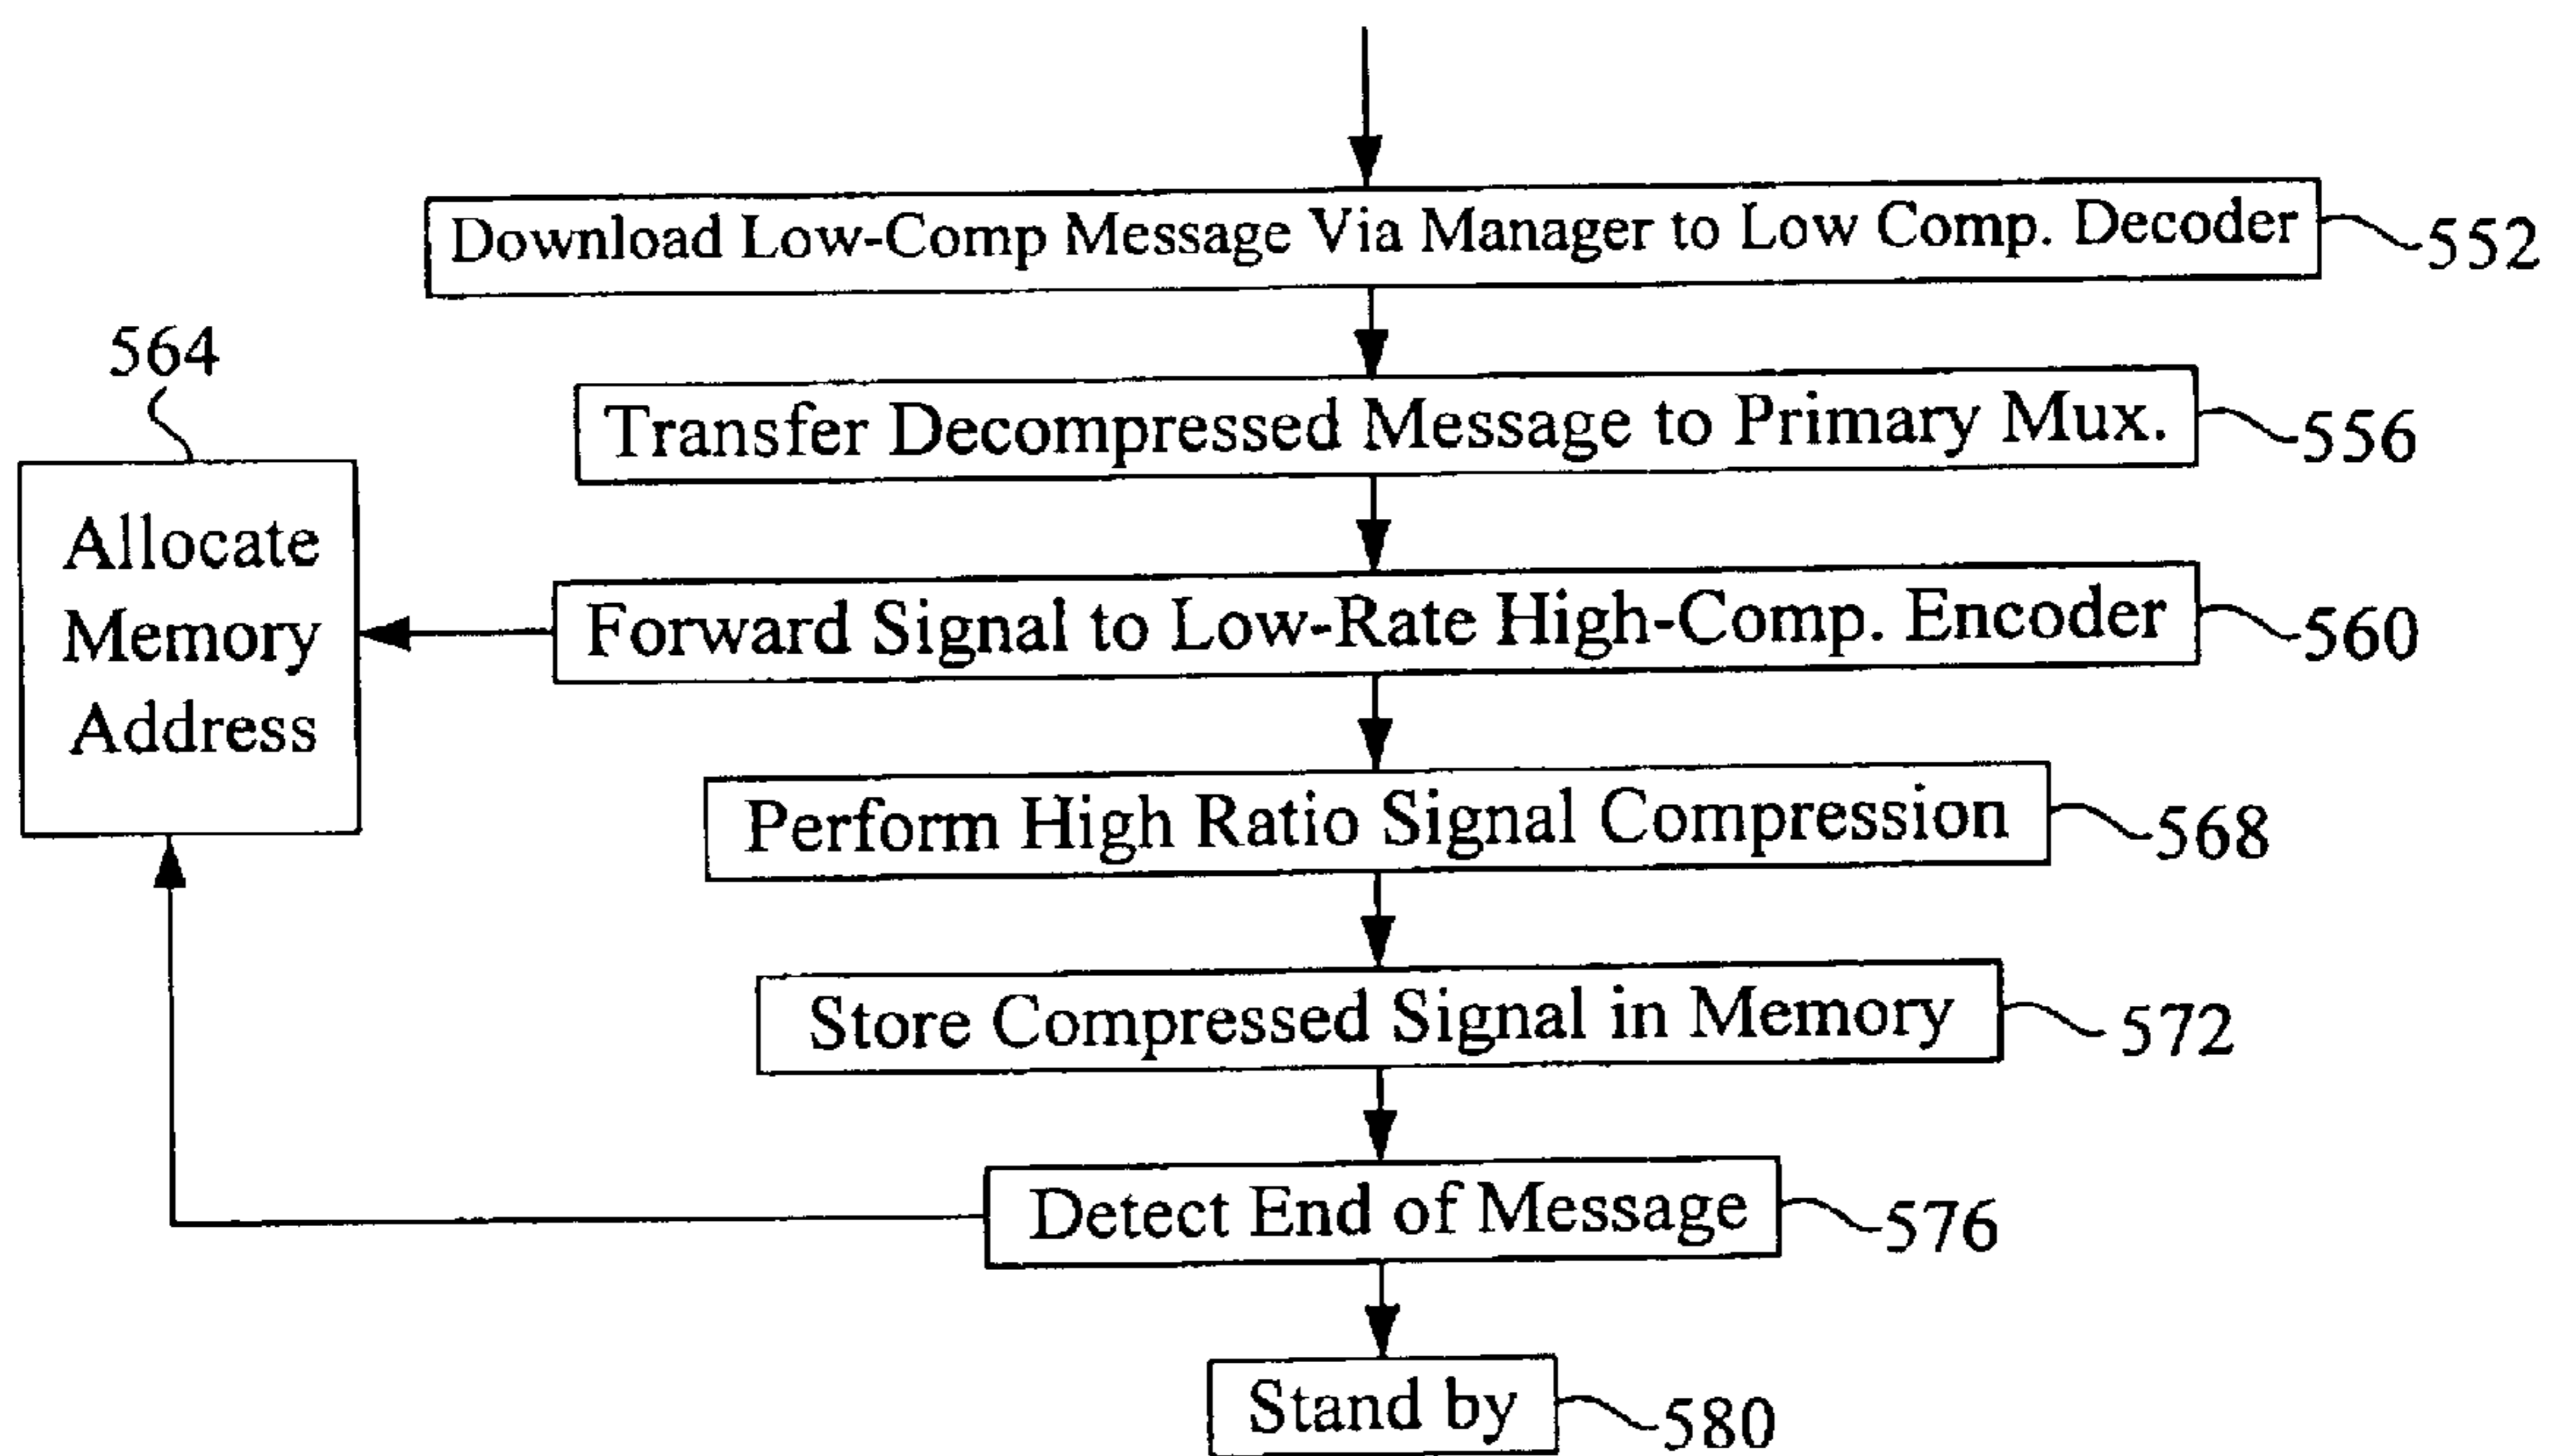 Download Low-Comp Message Via Manager to Low Comp. Decoder
552
Transfer Decompressed Message to Primary Mux.
556
564
Allocate
Memory
Address
Forward Signal to Low-Rate High-Comp. Encoder
560
Perform High Ratio Signal Compression
568
Store Compressed Signal in Memory
572
Detect End of Message
576
Stand by
580